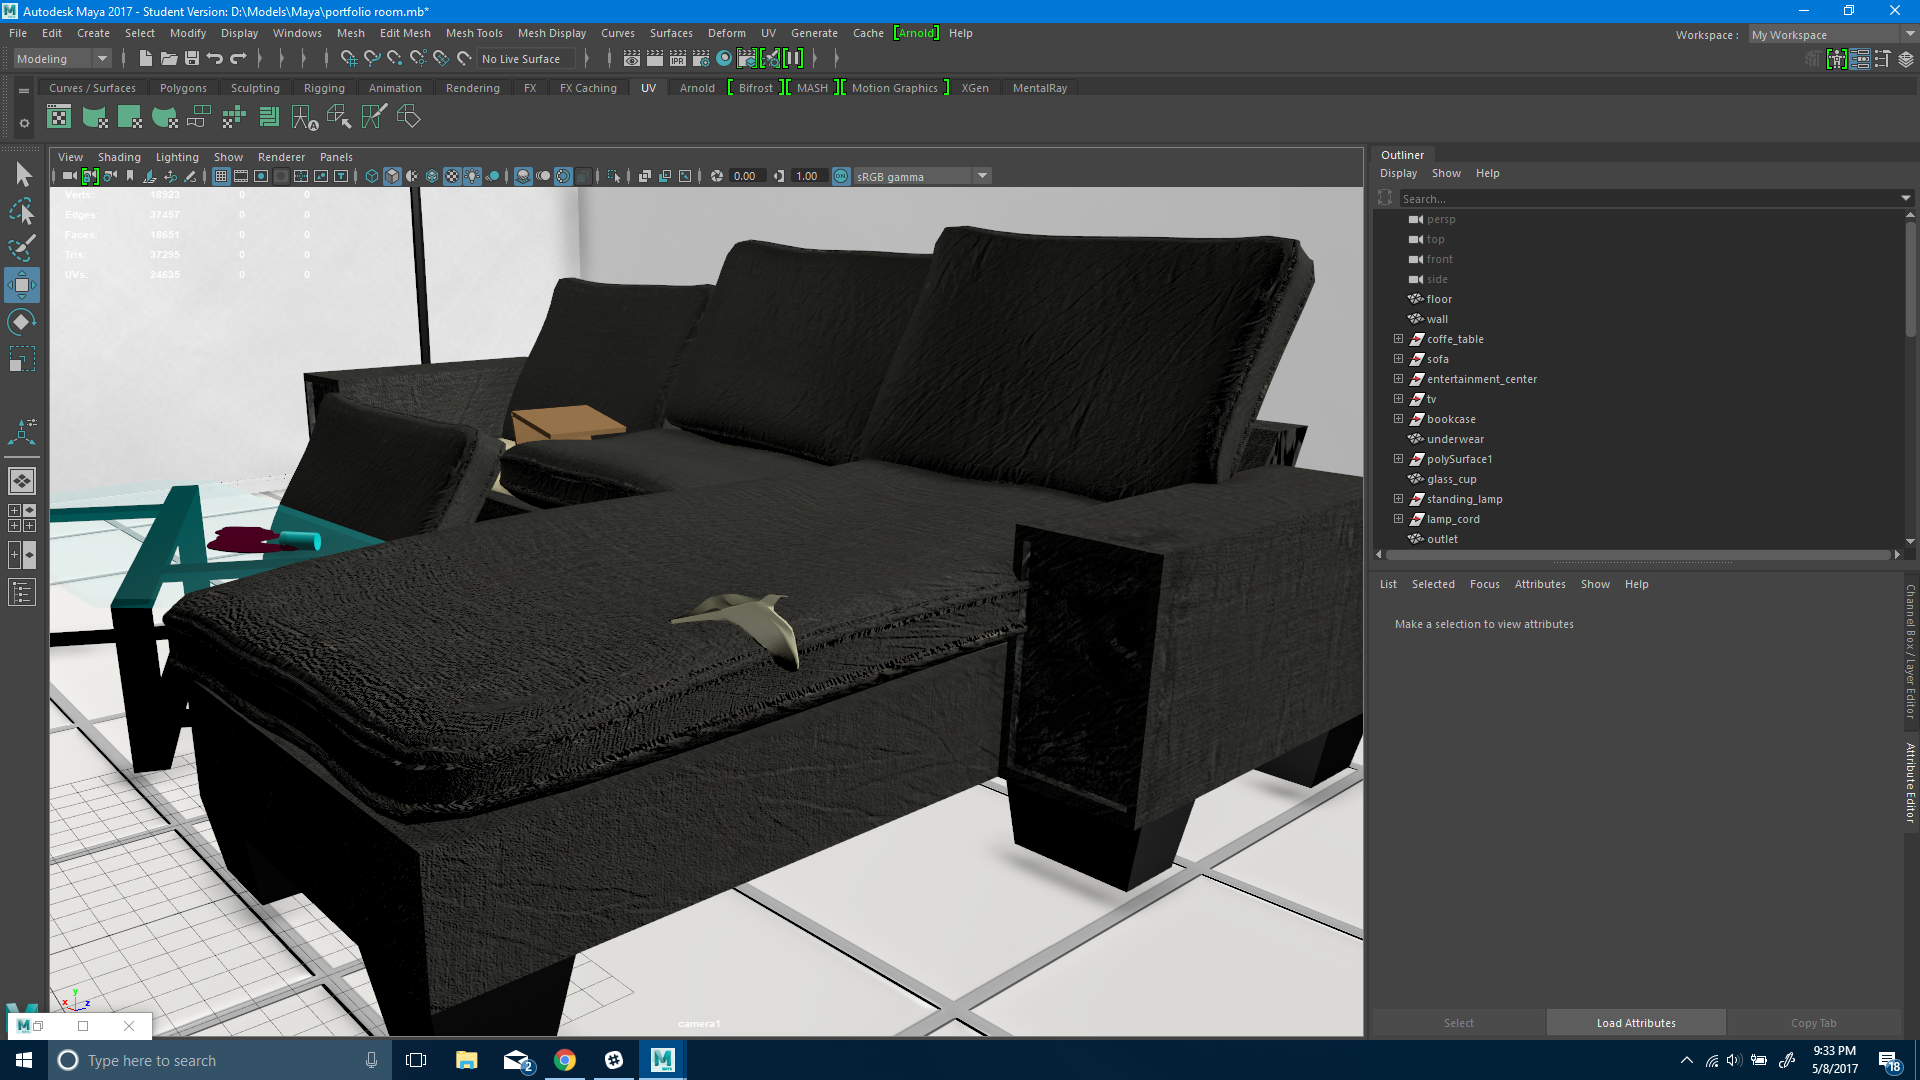 Autodesk Maya 2017 - Student Version: D:\Models\Maya\portfolio room.mb*
File Edit Create Select Modify Display Windows Mesh Edit Mesh Mesh Tools Mesh Display Curves Surfaces Deform UV Generate Cache [Arnold] Help
Workspace : My Workspace
Modeling
No Live Surface
IPR
Curves / Surfaces Polygons Sculpting Rigging Animation Rendering FX FX Caching UV Arnold [ Bifrost ][ MASH ][ Motion Graphics ] XGen MentalRay
View Shading Lighting Show Renderer Panels
0.00
1.00
ON
sRGB gamma
Verts: 18923 0 0
Edges: 37457 0 0
Faces: 18651 0 0
Tris: 37295 0 0
UVs: 24635 0 0
camera1
y
x
z
Outliner
Display Show Help
Search...
persp
top
front
side
floor
wall
coffe_table
sofa
entertainment_center
tv
bookcase
underwear
polySurface1
glass_cup
standing_lamp
lamp_cord
outlet
List Selected Focus Attributes Show Help
Make a selection to view attributes
Channel Box / Layer Editor
Attribute Editor
Select
Load Attributes
Copy Tab
Type here to search
2
9:33 PM
5/8/2017
18